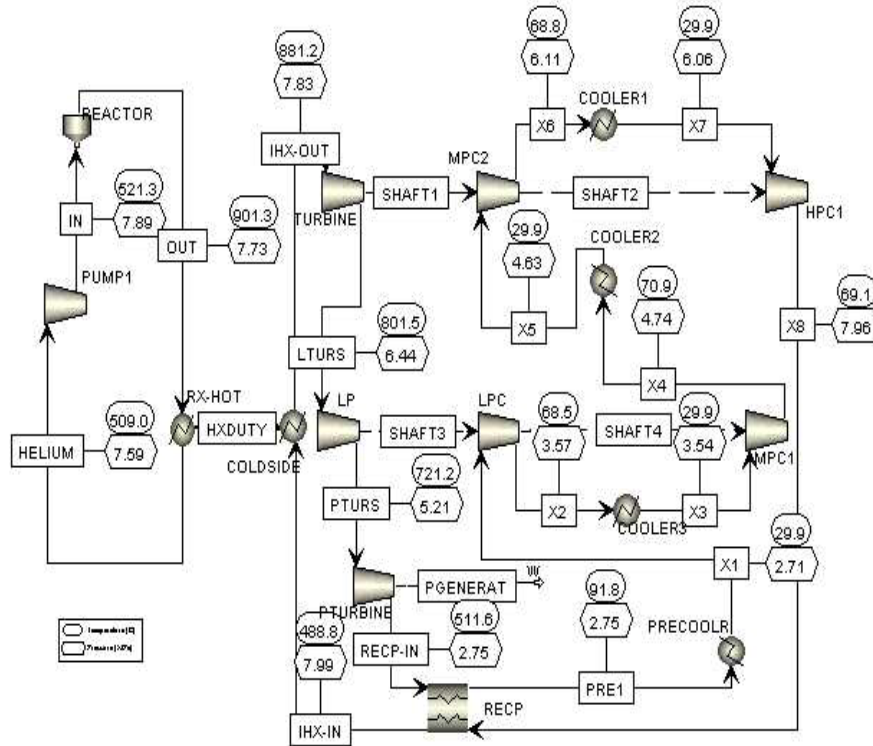 68.8
6.11
29.9
6.06
881.2
7.83
REACTOR
COOLER1
X6
X7
IHX-OUT
MPC2
521.3
7.89
IN
901.3
7.73
OUT
TURBINE
SHAFT1
SHAFT2
HPC1
29.9
4.63
COOLER2
PUMP1
70.9
4.74
X5
X8
69.1
7.96
801.5
6.44
LTURS
X4
RX-HOT
LP
LPC
68.5
3.57
29.9
3.54
509.0
7.59
HELIUM
HXDUTY
SHAFT3
SHAFT4
COLDSIDE
MPC1
721.2
5.21
PTURS
X2
X3
COOLER3
29.9
2.71
X1
PTURBINE
PGENERAT
W
91.8
2.75
PRECOOLR
488.8
7.99
511.6
2.75
RECP-IN
PRE1
RECP
IHX-IN
Temperature (C)